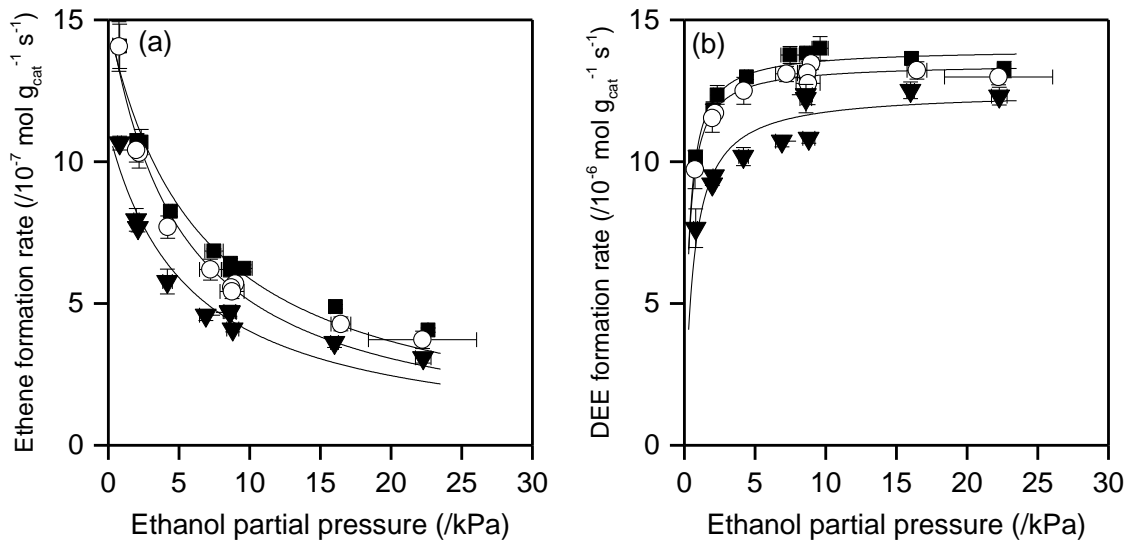 (a)
15
10
5
0
Ethene formation rate (/10⁻⁷ mol g_cat⁻¹ s⁻¹)
0 5 10 15 20 25 30
Ethanol partial pressure (/kPa)
(b)
15
10
5
0
DEE formation rate (/10⁻⁶ mol g_cat⁻¹ s⁻¹)
0 5 10 15 20 25 30
Ethanol partial pressure (/kPa)